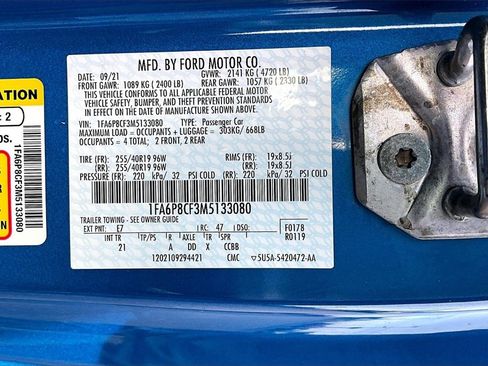 MFD. BY FORD MOTOR CO.
09/21 GVWR: 2141 KG ( 4720 LB)
FRONT GAWR: 1089 KG ( 2400 LB) REAR GAWR: 1057 KG ( 2330 LB)
THIS VEHICLE CONFORMS TO ALL APPLICABLE FEDERAL MOTOR
VEHICLE SAFETY, BUMPER, AND THEFT PREVENTION STANDARDS IN
EFFECT ON THE DATE OF MANUFACTURE SHOWN ABOVE.
VIN: 1FA6P8CF3M5133080 TYPE: Passenger Car
MAXIMUM LOAD = OCCUPANTS + LUGGAGE = 303KG/ 668LB
OCCUPANTS = 4 TOTAL; 2 FRONT, 2 REAR
TIRE (FR): 255/40R19 96W RIMS(FR): 19x8.5J
TIRE (RR): 255/40R19 96W RIMS(RR): 19x8.5J
PRESSURE (FR) 220 kPa/ 32 PSI COLD (RR) 220 kPa/ 32 PSI COLD
1FA6P8CF3M5133080
TRAILER TOWING - SEE OWNER GUIDE
EXT PNT: E7 RC: 47 DSO: F0178
INT TR TP/PS R AXLE TR SPR R0119
21 A DD X CCBB
1202109294421 CMC 5U5A-5420472-AA
ATION
: 2
OS.
1FA6P8CF3M5133080